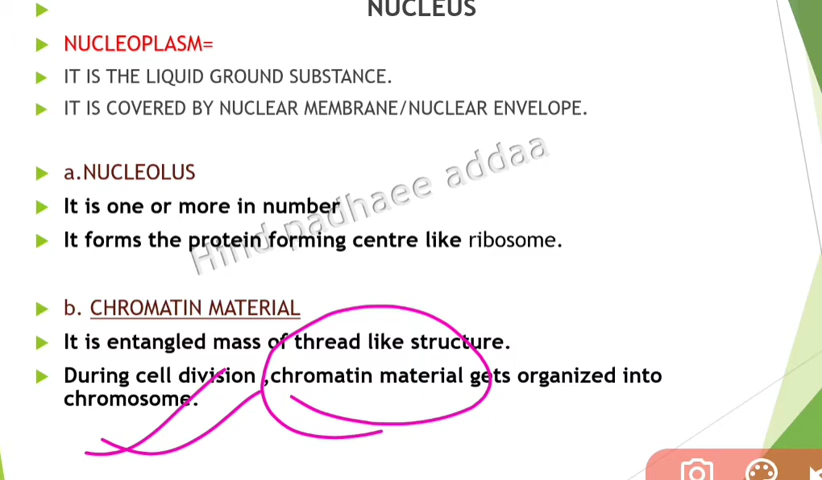 NUCLEUS
NUCLEOPLASM=
IT IS THE LIQUID GROUND SUBSTANCE.
IT IS COVERED BY NUCLEAR MEMBRANE/NUCLEAR ENVELOPE.
a.NUCLEOLUS
It is one or more in number
It forms the protein forming centre like ribosome.
Hind padhaee addaa
b. CHROMATIN MATERIAL
It is entangled mass of thread like structure.
During cell division ,chromatin material gets organized into
chromosome.